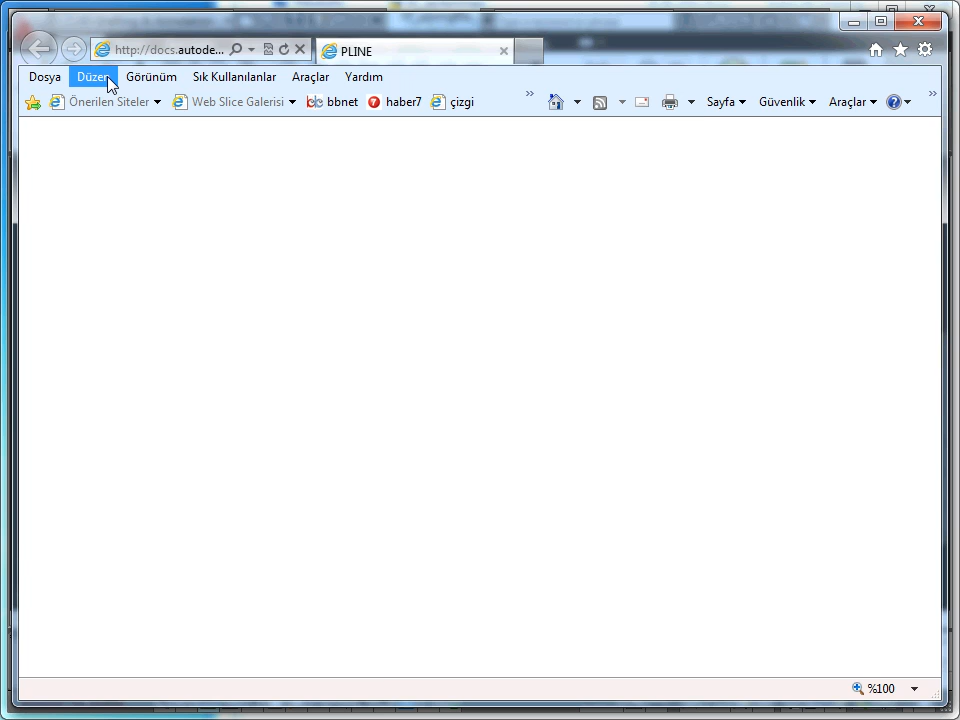 http://docs.autode... PLINE
Dosya Düzen Görünüm Sık Kullanılanlar Araçlar Yardım
Önerilen Siteler Web Slice Galerisi bbnet haber7 çizgi » Sayfa Güvenlik Araçlar »
%100